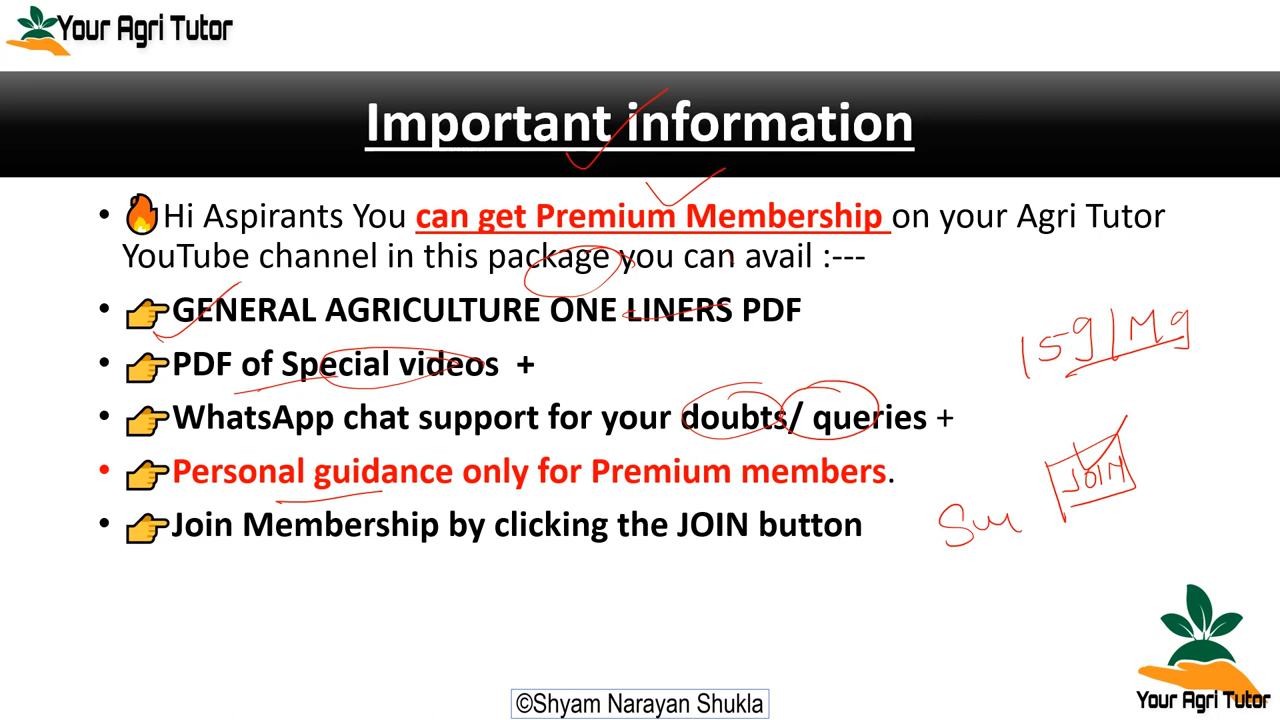 Your Agri Tutor
Important information
• Hi Aspirants You can get Premium Membership on your Agri Tutor
YouTube channel in this package you can avail :---
• GENERAL AGRICULTURE ONE LINERS PDF
• PDF of Special videos +
• WhatsApp chat support for your doubts/ queries +
• Personal guidance only for Premium members.
• Join Membership by clicking the JOIN button
JOIN
©Shyam Narayan Shukla
Your Agri Tutor